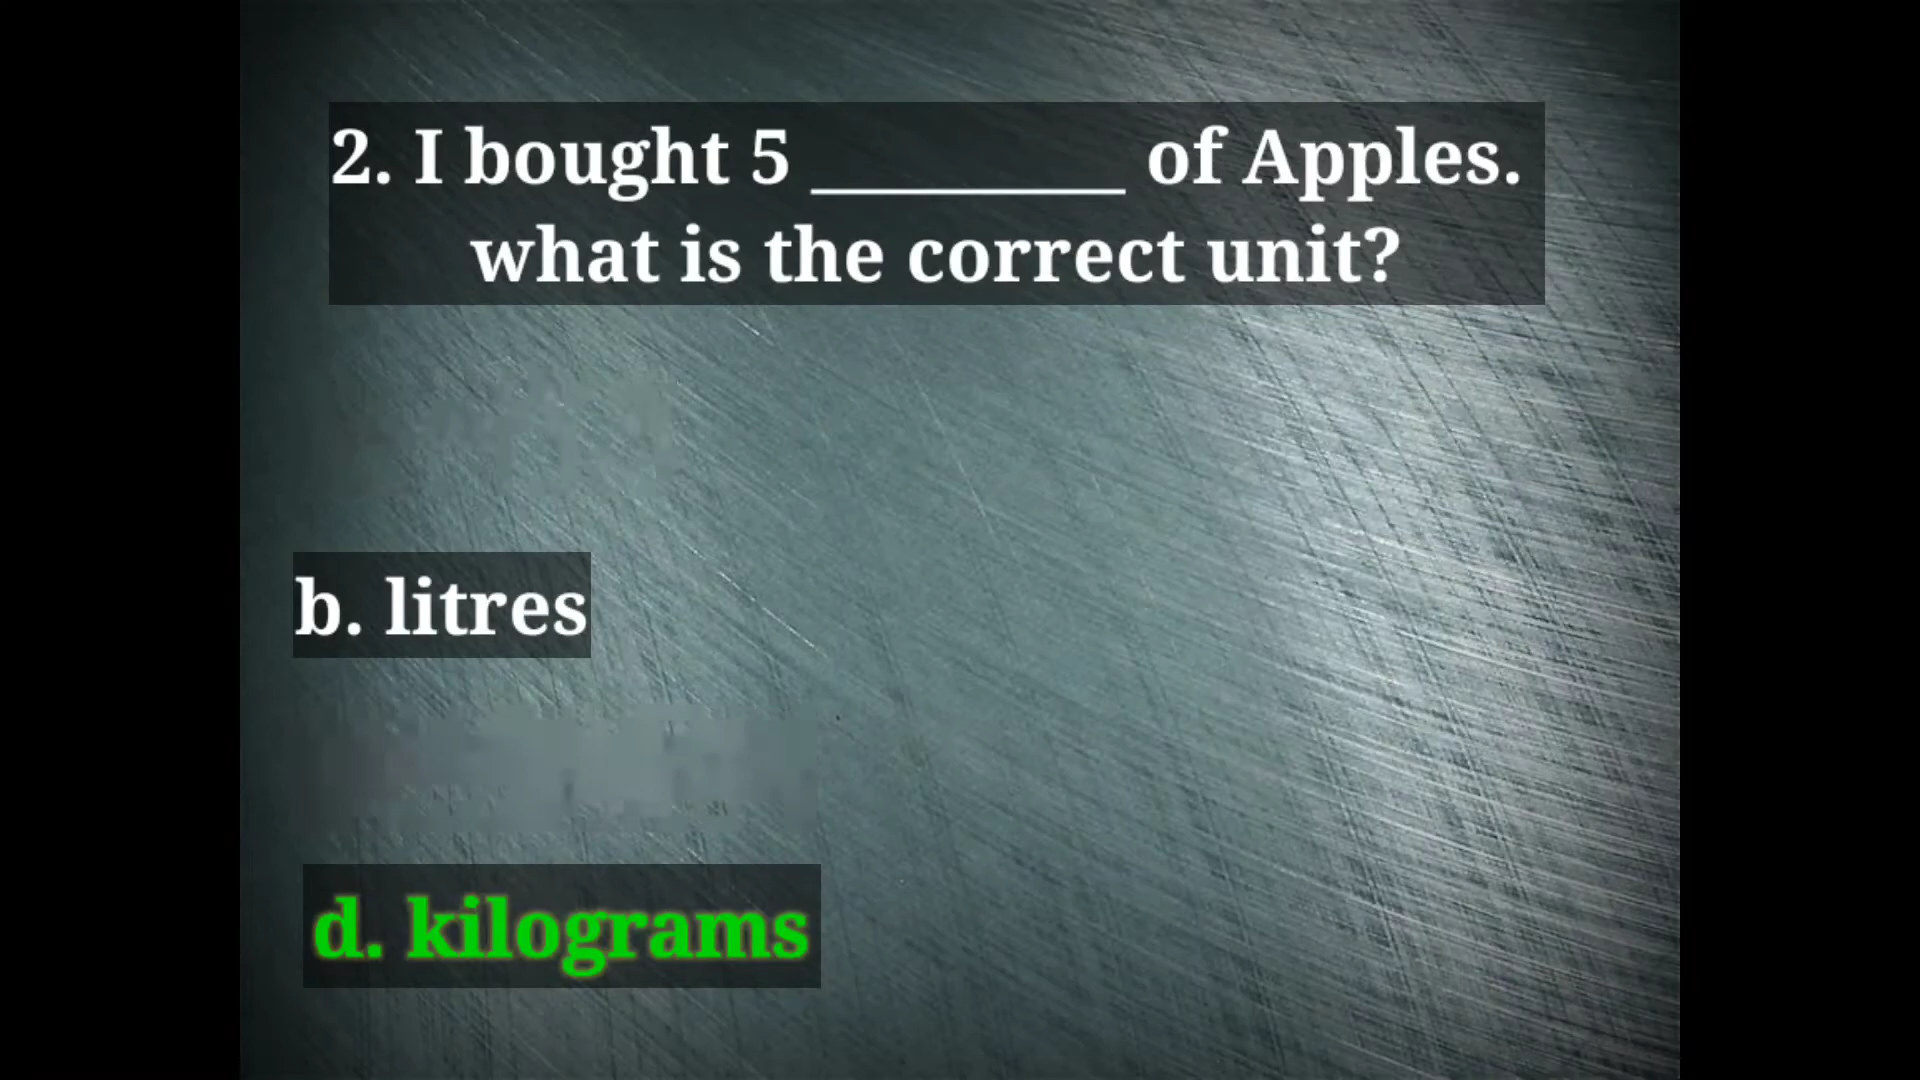 2. I bought 5 _________ of Apples.
what is the correct unit?
b. litres
d. kilograms